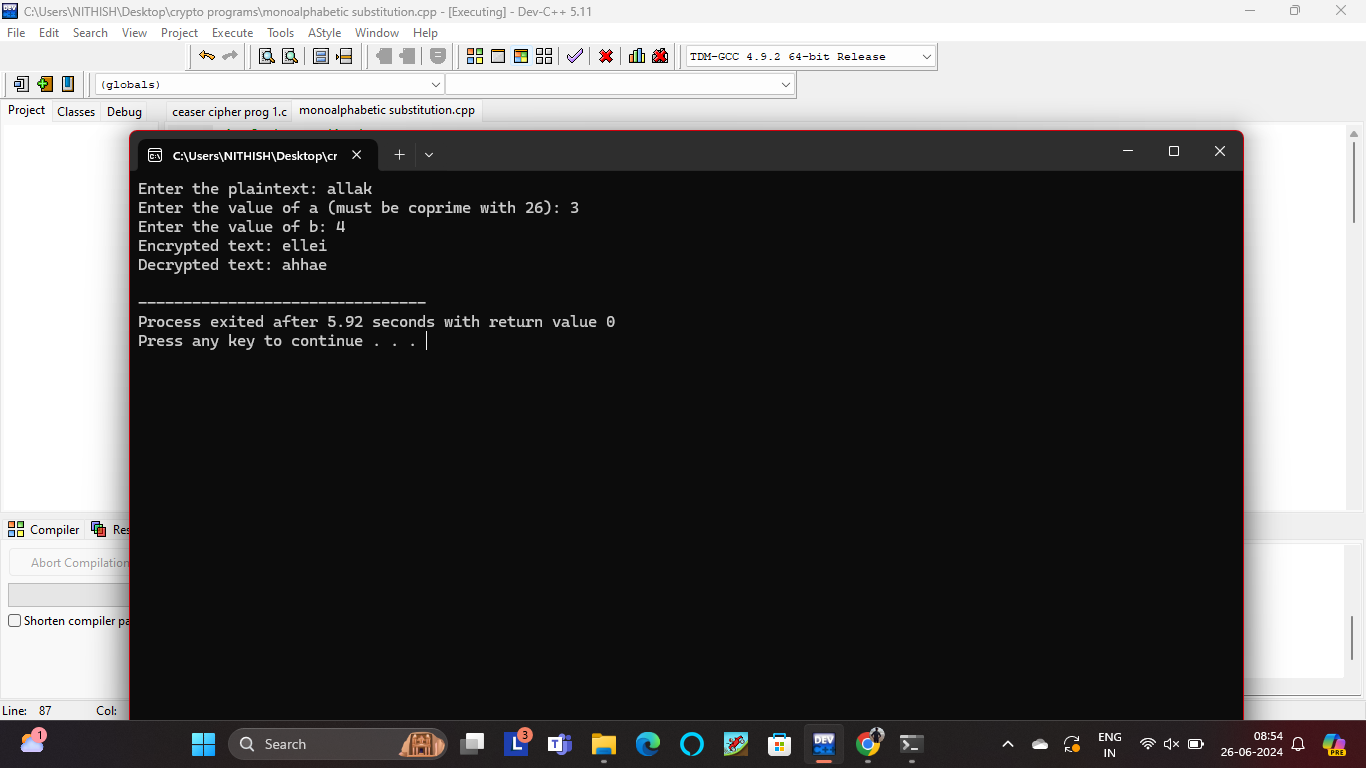 C:\Users\NITHISH\Desktop\crypto programs\monoalphabetic substitution.cpp - [Executing] - Dev-C++ 5.11
File Edit Search View Project Execute Tools AStyle Window Help
TDM-GCC 4.9.2 64-bit Release
(globals)
Project Classes Debug ceaser cipher prog 1.c monoalphabetic substitution.cpp
C:\Users\NITHISH\Desktop\cr
Enter the plaintext: allak
Enter the value of a (must be coprime with 26): 3
Enter the value of b: 4
Encrypted text: ellei
Decrypted text: ahhae
--------------------------------
Process exited after 5.92 seconds with return value 0
Press any key to continue . . .
Compiler Res
Abort Compilation
Shorten compiler pa
Line: 87 Col:
1
Search
3
DEV
ENG
IN
08:54
26-06-2024
PRE